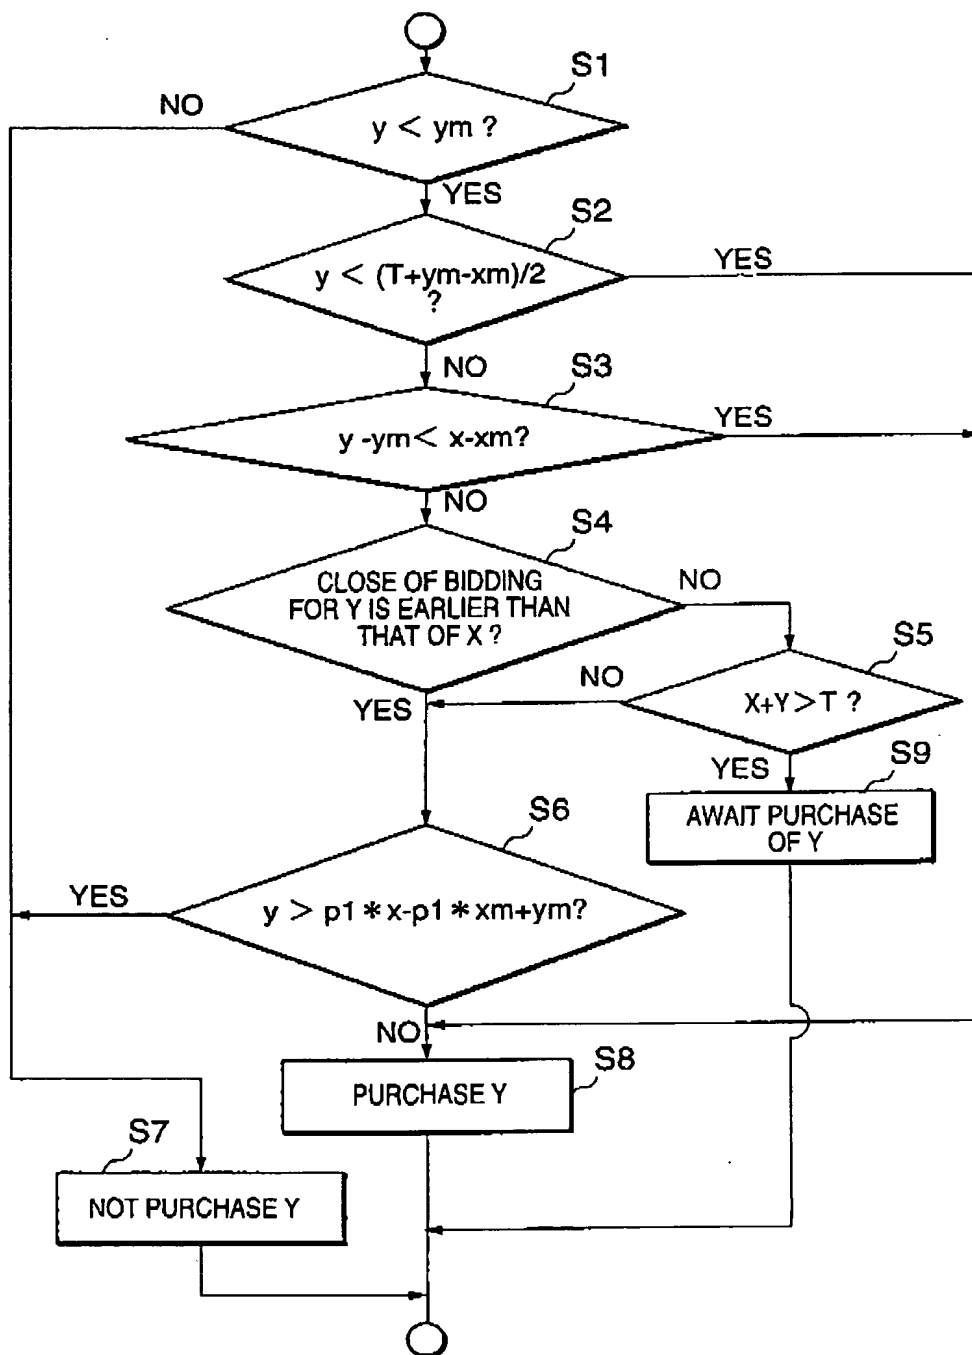 S1
NO
y < ym ?
YES
S2
y < (T+ym-xm)/2
?
YES
NO
S3
y -ym< x-xm?
YES
NO
S4
CLOSE OF BIDDING
FOR Y IS EARLIER THAN
THAT OF X ?
NO
S5
NO
X+Y>T ?
YES
YES
S9
AWAIT PURCHASE
OF Y
S6
YES
y > p1*x-p1*xm+ym?
NO
S8
PURCHASE Y
S7
NOT PURCHASE Y